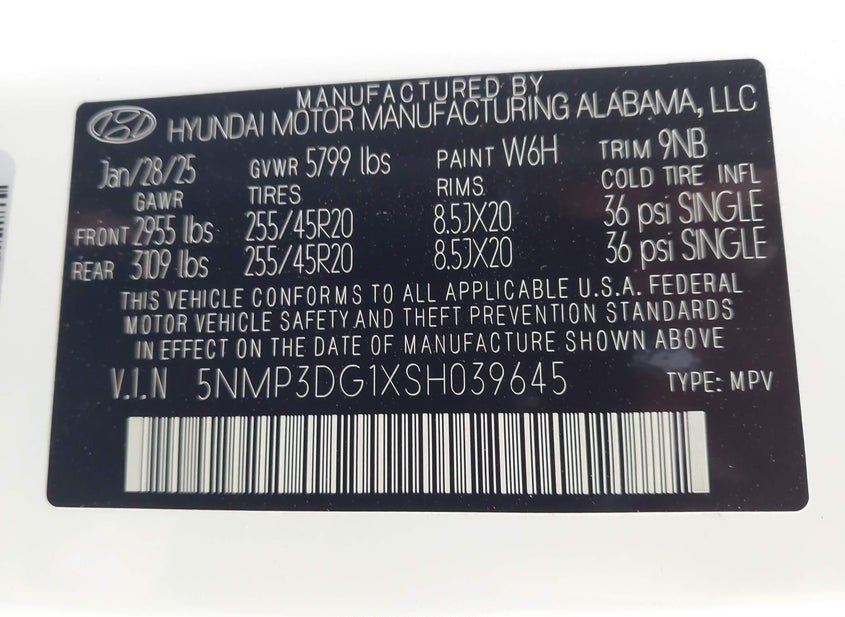 MANUFACTURED BY
HYUNDAI MOTOR MANUFACTURING ALABAMA, LLC
Jan/28/25 GVWR 5799 lbs PAINT W6H TRIM 9NB
GAWR TIRES RIMS COLD TIRE INFL
FRONT 2955 lbs 255/45R20 8.5JX20 36 psi SINGLE
REAR 3109 lbs 255/45R20 8.5JX20 36 psi SINGLE
THIS VEHICLE CONFORMS TO ALL APPLICABLE U.S.A. FEDERAL
MOTOR VEHICLE SAFETY AND THEFT PREVENTION STANDARDS
IN EFFECT ON THE DATE OF MANUFACTURE SHOWN ABOVE
V.I.N 5NMP3DG1XSH039645 TYPE: MPV